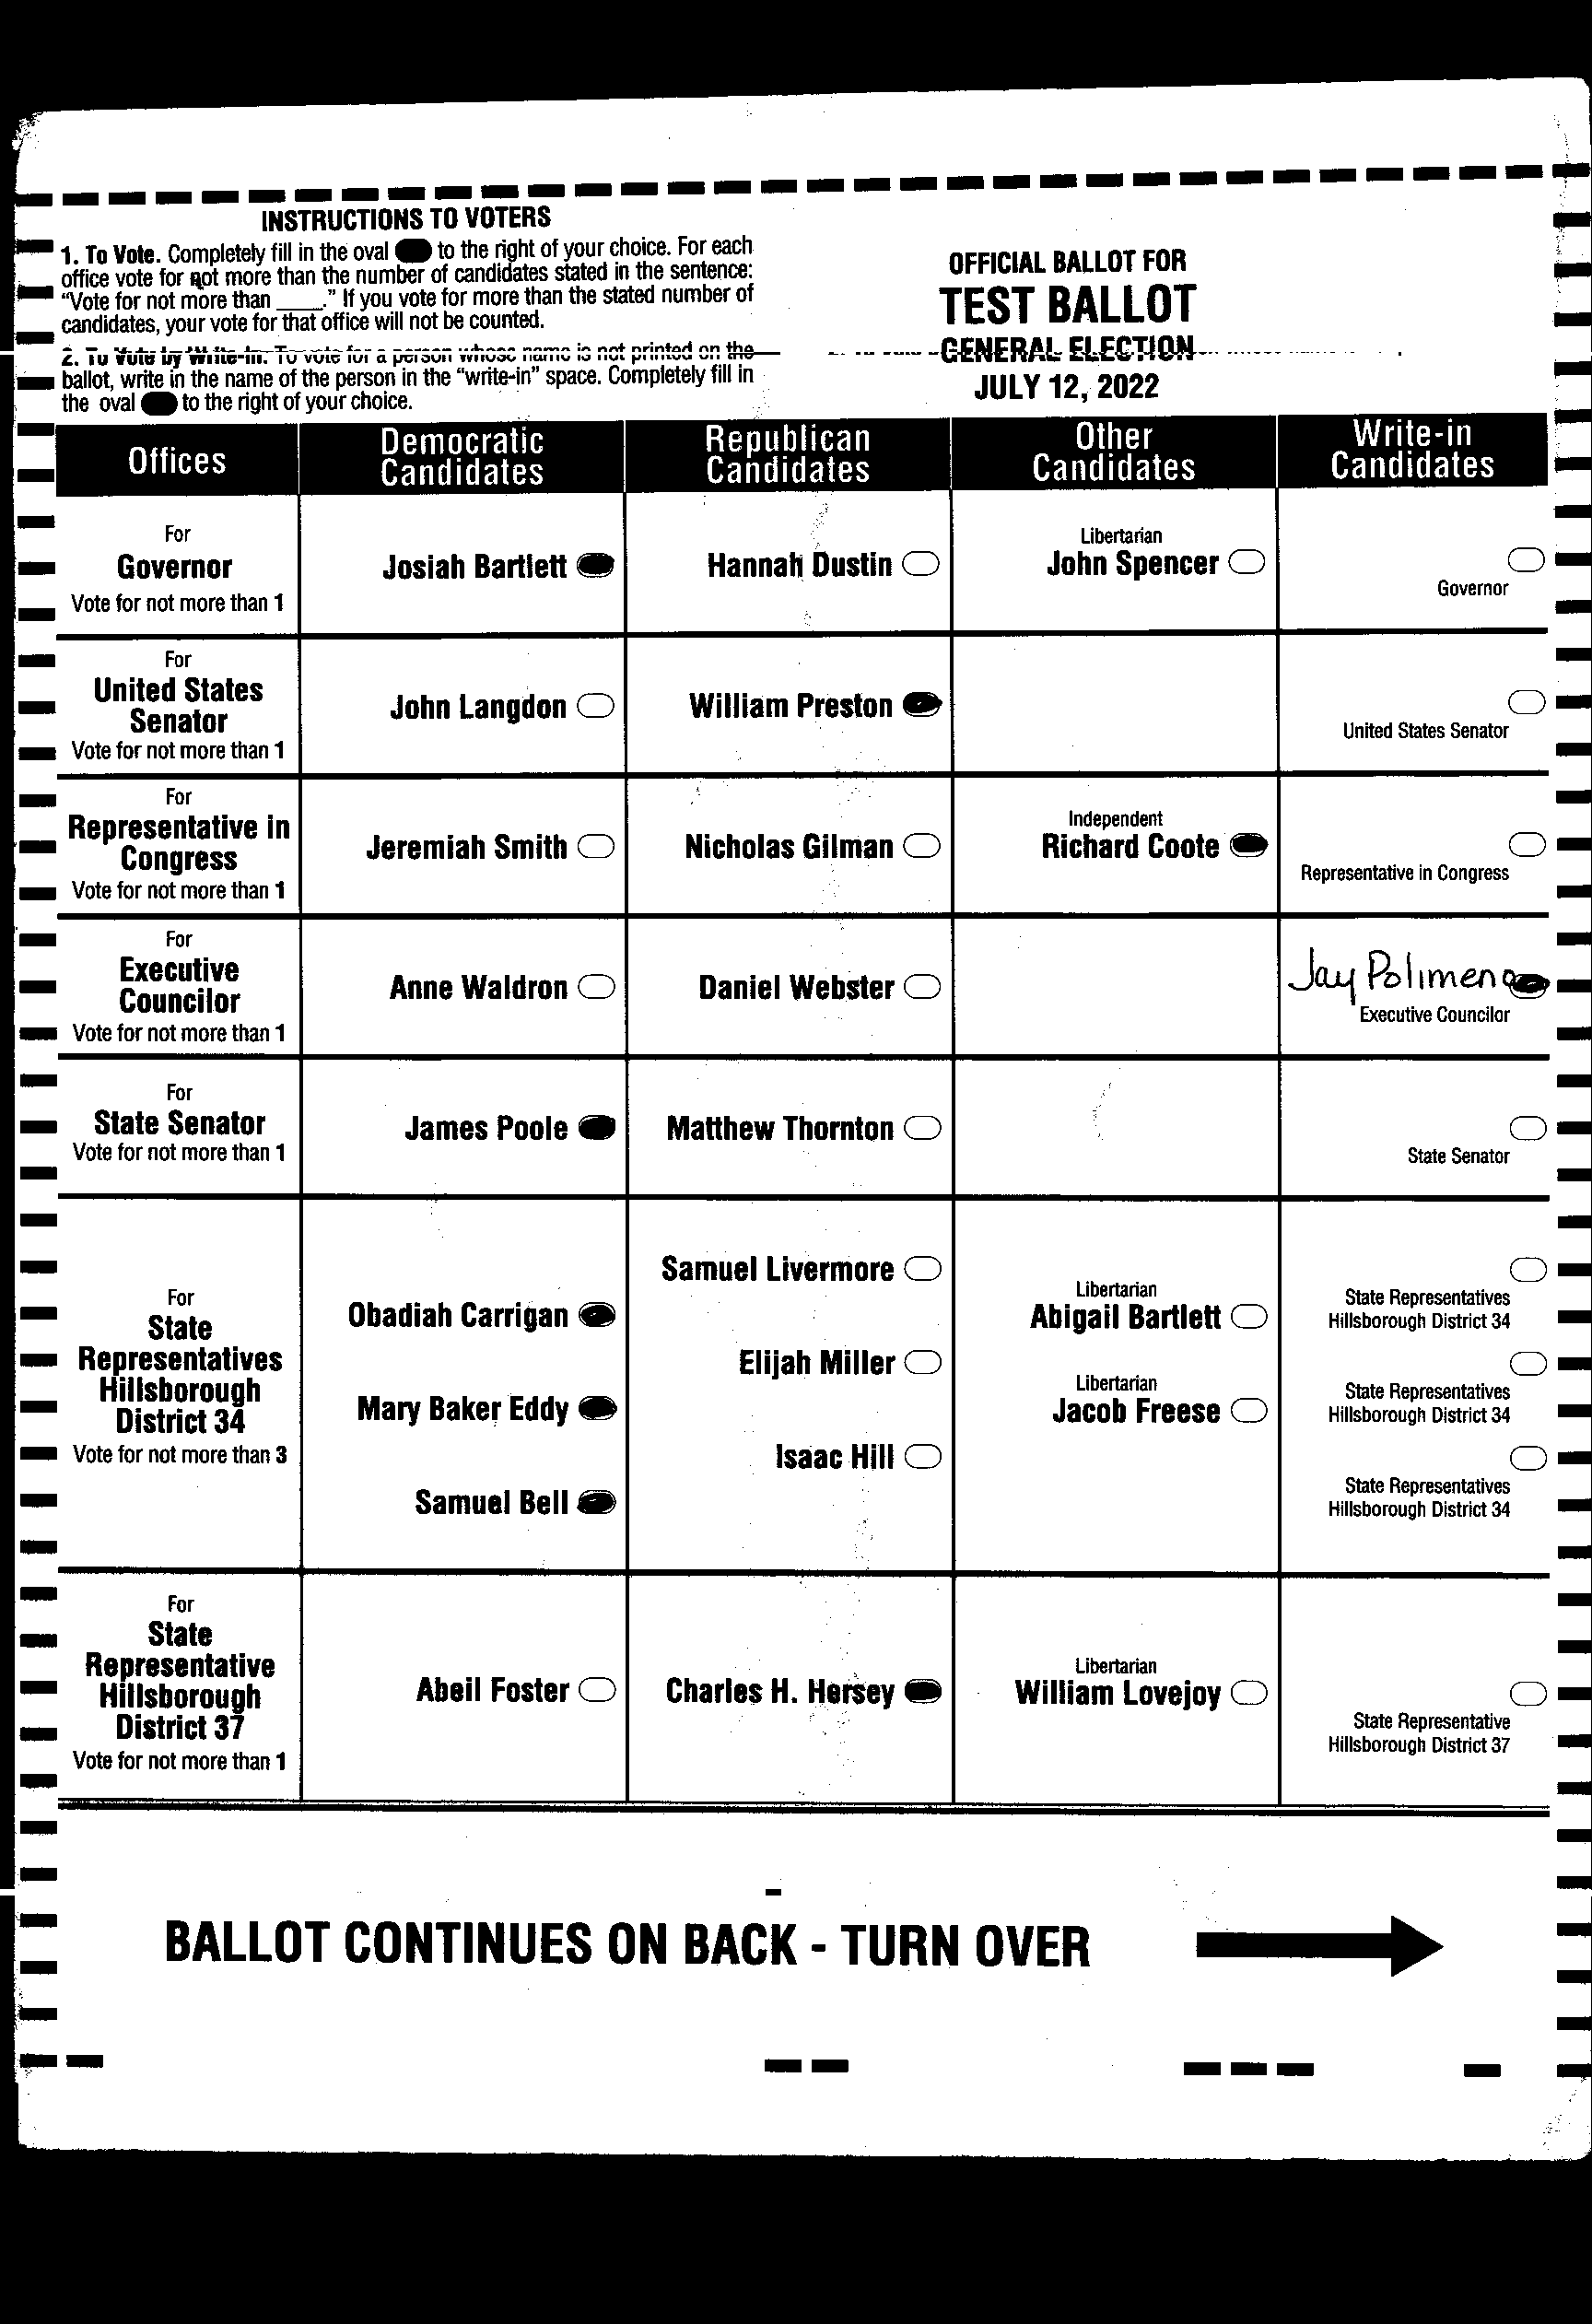 INSTRUCTIONS TO VOTERS
1. To Vote. Completely fill in the oval to the right of your choice. For each
office vote for not more than the number of candidates stated in the sentence:
"Vote for not more than _____." If you vote for more than the stated number of
candidates, your vote for that office will not be counted.
2. To Vote by Write-In. To vote for a person whose name is not printed on the
ballot, write in the name of the person in the "write-in" space. Completely fill in
the oval to the right of your choice.
OFFICIAL BALLOT FOR
TEST BALLOT
GENERAL ELECTION
JULY 12, 2022
Offices
Democratic
Candidates
Republican
Candidates
Other
Candidates
Write-in
Candidates
For
Governor
Vote for not more than 1
Josiah Bartlett
Hannah Dustin
Libertarian
John Spencer
Governor
For
United States
Senator
Vote for not more than 1
John Langdon
William Preston
United States Senator
For
Representative in
Congress
Vote for not more than 1
Jeremiah Smith
Nicholas Gilman
Independent
Richard Coote
Representative in Congress
For
Executive
Councilor
Vote for not more than 1
Anne Waldron
Daniel Webster
Jay Polimeno
Executive Councilor
For
State Senator
Vote for not more than 1
James Poole
Matthew Thornton
State Senator
For
State
Representatives
Hillsborough
District 34
Vote for not more than 3
Obadiah Carrigan
Mary Baker Eddy
Samuel Bell
Samuel Livermore
Elijah Miller
Isaac Hill
Libertarian
Abigail Bartlett
Libertarian
Jacob Freese
State Representatives
Hillsborough District 34
State Representatives
Hillsborough District 34
State Representatives
Hillsborough District 34
For
State
Representative
Hillsborough
District 37
Vote for not more than 1
Abeil Foster
Charles H. Hersey
Libertarian
William Lovejoy
State Representative
Hillsborough District 37
BALLOT CONTINUES ON BACK - TURN OVER